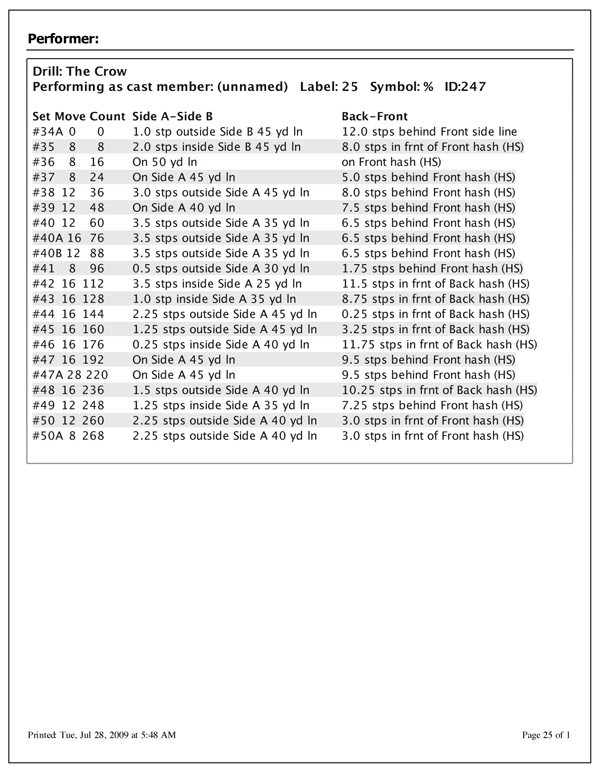 Performer:
Drill: The Crow
Performing as cast member: (unnamed) Label: 25 Symbol: % ID:247
Set Move Count Side A-Side B Back-Front
#34A 0 0 1.0 stp outside Side B 45 yd ln 12.0 stps behind Front side line
#35 8 8 2.0 stps inside Side B 45 yd ln 8.0 stps in frnt of Front hash (HS)
#36 8 16 On 50 yd ln on Front hash (HS)
#37 8 24 On Side A 45 yd ln 5.0 stps behind Front hash (HS)
#38 12 36 3.0 stps outside Side A 45 yd ln 8.0 stps behind Front hash (HS)
#39 12 48 On Side A 40 yd ln 7.5 stps behind Front hash (HS)
#40 12 60 3.5 stps outside Side A 35 yd ln 6.5 stps behind Front hash (HS)
#40A 16 76 3.5 stps outside Side A 35 yd ln 6.5 stps behind Front hash (HS)
#40B 12 88 3.5 stps outside Side A 35 yd ln 6.5 stps behind Front hash (HS)
#41 8 96 0.5 stps outside Side A 30 yd ln 1.75 stps behind Front hash (HS)
#42 16 112 3.5 stps inside Side A 25 yd ln 11.5 stps in frnt of Back hash (HS)
#43 16 128 1.0 stp inside Side A 35 yd ln 8.75 stps in frnt of Back hash (HS)
#44 16 144 2.25 stps outside Side A 45 yd ln 0.25 stps in frnt of Back hash (HS)
#45 16 160 1.25 stps outside Side A 45 yd ln 3.25 stps in frnt of Back hash (HS)
#46 16 176 0.25 stps inside Side A 40 yd ln 11.75 stps in frnt of Back hash (HS)
#47 16 192 On Side A 45 yd ln 9.5 stps behind Front hash (HS)
#47A 28 220 On Side A 45 yd ln 9.5 stps behind Front hash (HS)
#48 16 236 1.5 stps outside Side A 40 yd ln 10.25 stps in frnt of Back hash (HS)
#49 12 248 1.25 stps inside Side A 35 yd ln 7.25 stps behind Front hash (HS)
#50 12 260 2.25 stps outside Side A 40 yd ln 3.0 stps in frnt of Front hash (HS)
#50A 8 268 2.25 stps outside Side A 40 yd ln 3.0 stps in frnt of Front hash (HS)
Printed: Tue, Jul 28, 2009 at 5:48 AM Page 25 of 1